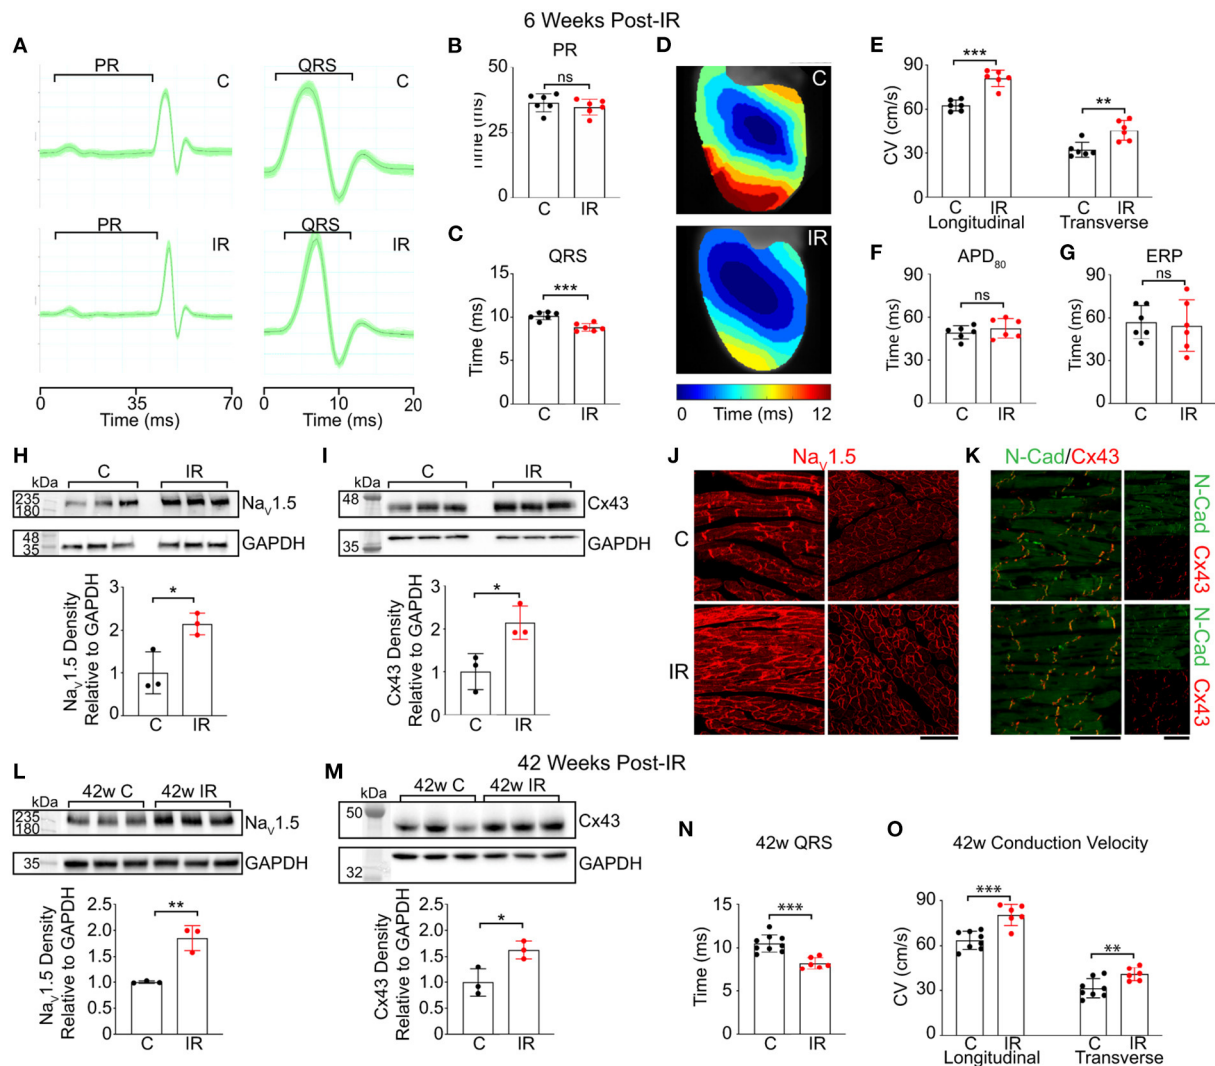 6 Weeks Post-IR
A
PR
C
QRS
C
PR
IR
QRS
IR
0 35 70
Time (ms)
0 10 20
Time (ms)
B
PR
50
25
0
ns
Time (ms)
C IR
C
QRS
15
10
5
0
***
Time (ms)
C IR
D
C
IR
0 Time (ms) 12
E
90
60
30
0
CV (cm/s)
***
**
C IR C IR
Longitudinal Transverse
F
APD80
90
60
30
0
Time (ms)
ns
C IR
G
ERP
90
60
30
0
Time (ms)
ns
C IR
H
kDa
C IR
235
180
NaV1.5
48
35
GAPDH
3
2
1
0
*
NaV1.5 Density
Relative to GAPDH
C IR
I
C IR
48
Cx43
35
GAPDH
3
2
1
0
*
Cx43 Density
Relative to GAPDH
C IR
J
NaV1.5
C
IR
K
N-Cad/Cx43
N-Cad
Cx43
N-Cad
Cx43
42 Weeks Post-IR
L
kDa
42w C 42w IR
235
180
NaV1.5
35
GAPDH
2.0
1.5
1.0
0.5
0.0
**
NaV1.5 Density
Relative to GAPDH
C IR
M
kDa
42w C 42w IR
50
Cx43
32
GAPDH
2.5
2.0
1.5
1.0
0.5
0.0
*
Cx43 Density
Relative to GAPDH
C IR
N
42w QRS
15
10
5
0
***
Time (ms)
C IR
O
42w Conduction Velocity
90
60
30
0
CV (cm/s)
***
**
C IR C IR
Longitudinal Transverse